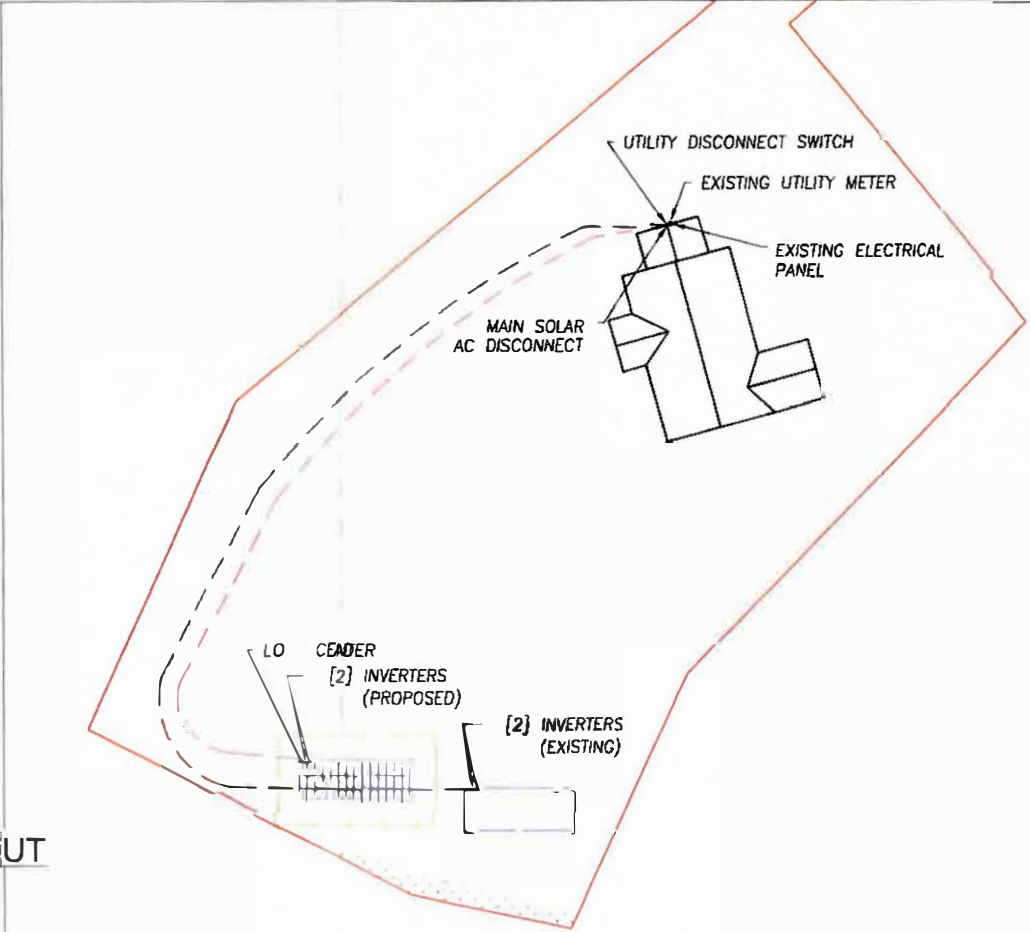 UTILITY DISCONNECT SWITCH
EXISTING UTILITY METER
EXISTING ELECTRICAL
PANEL
MAIN SOLAR
AC DISCONNECT
LO
[2] INVERTERS
(PROPOSED)
[2] INVERTERS
(EXISTING)
UT